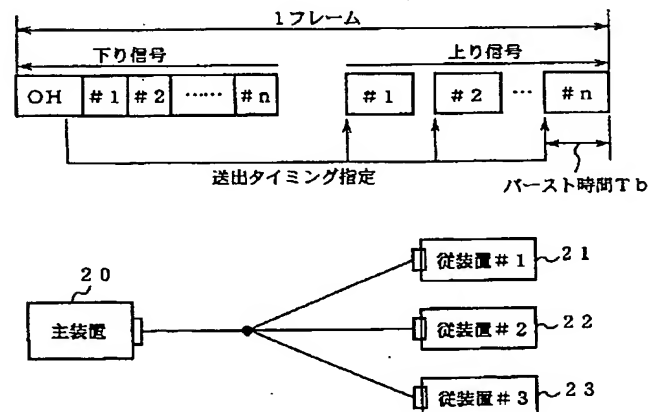 1フレーム
下り信号 上り信号
OH #1 #2 …… #n #1 #2 … #n
送出タイミング指定 バースト時間Tb
20
主装置
従装置#1 21
従装置#2 22
従装置#3 23